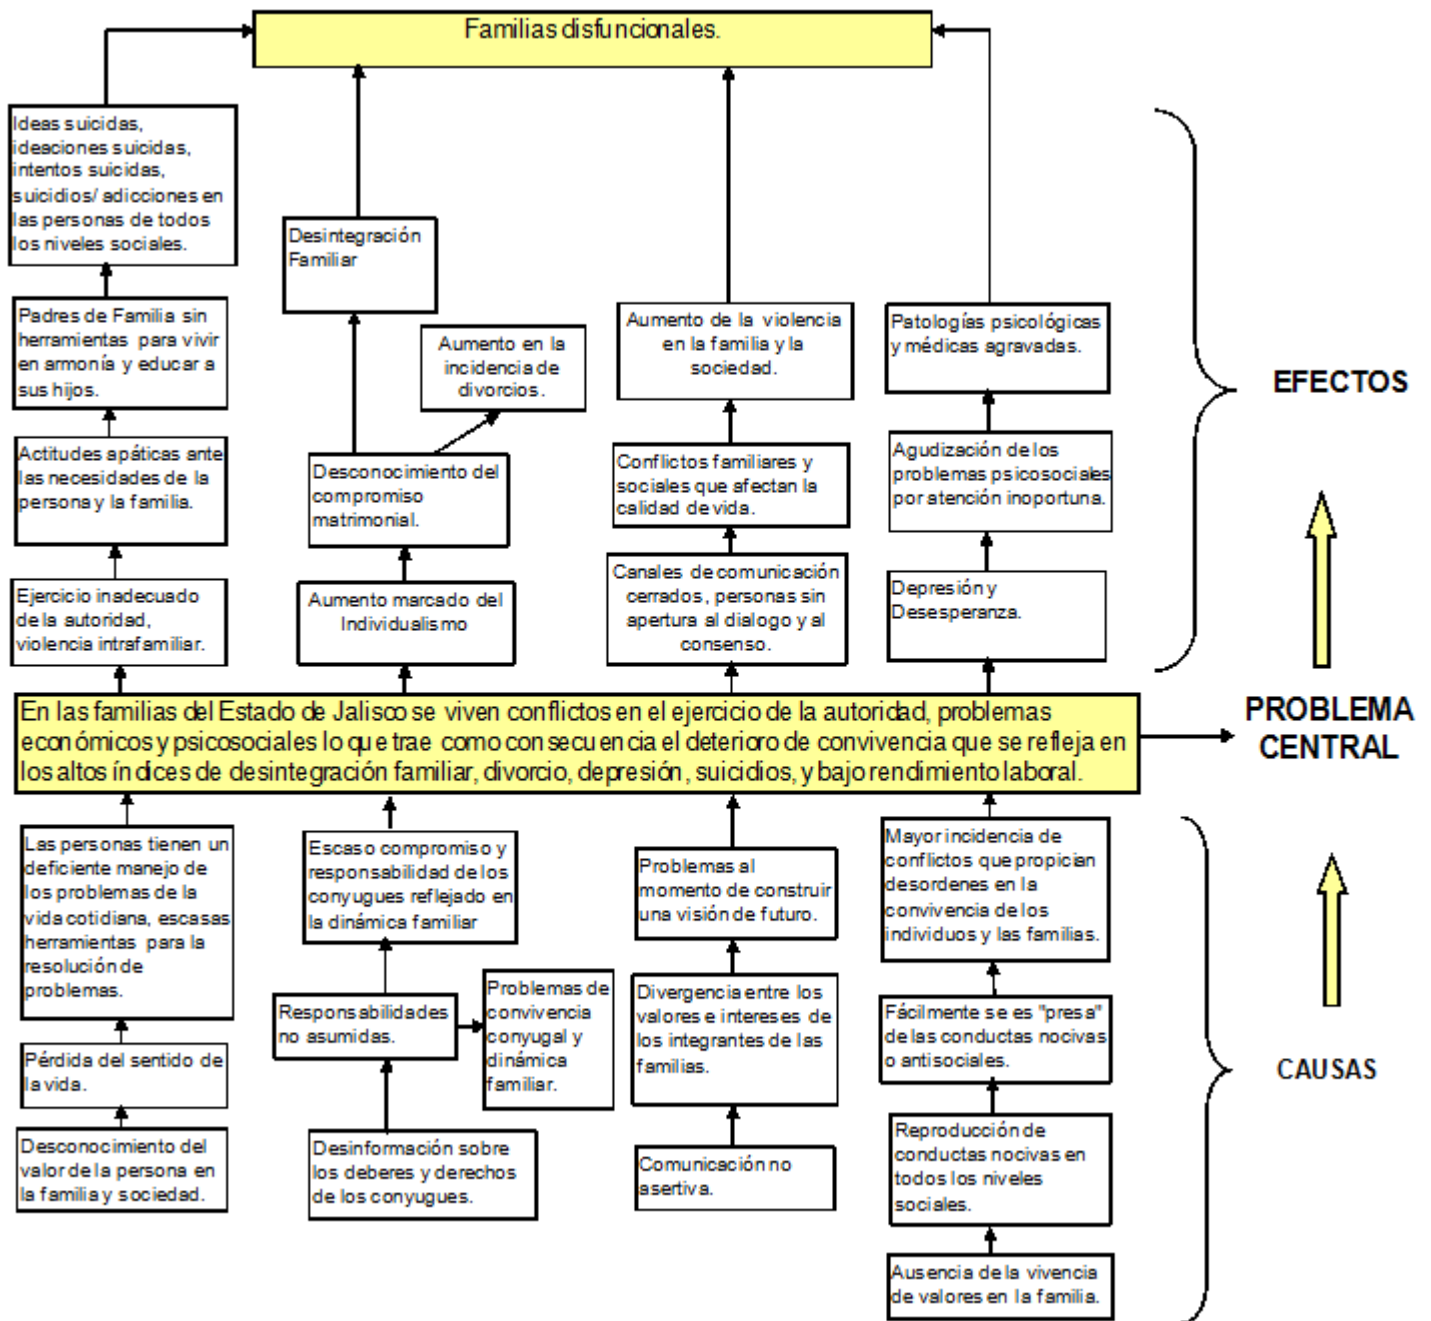 Familias disfuncionales.
Ideas suicidas,
ideaciones suicidas,
intentos suicidas,
suicidios/ adicciones en
las personas de todos
los niveles sociales.
Padres de Familia sin
herramientas para vivir
en armonía y educar a
sus hijos.
Actitudes apáticas ante
las necesidades de la
persona y la familia.
Ejercicio inadecuado
de la autoridad,
violencia intrafamiliar.
Desintegración
Familiar
Aumento en la
incidencia de
divorcios.
Desconocimiento del
compromiso
matrimonial.
Aumento marcado del
Individualismo
Aumento de la violencia
en la familia y la
sociedad.
Conflictos familiares y
sociales que afectan la
calidad de vida.
Canales de comunicación
cerrados, personas sin
apertura al dialogo y al
consenso.
Patologías psicológicas
y médicas agravadas.
Agudización de los
problemas psicosociales
por atención inoportuna.
Depresión y
Desesperanza.
EFECTOS
En las familias del Estado de Jalisco se viven conflictos en el ejercicio de la autoridad, problemas
económicos y psicosociales lo que trae como consecuencia el deterioro de convivencia que se refleja en
los altos índices de desintegración familiar, divorcio, depresión, suicidios, y bajo rendimiento laboral.
PROBLEMA
CENTRAL
Las personas tienen un
deficiente manejo de
los problemas de la
vida cotidiana, escasas
herramientas para la
resolución de
problemas.
Pérdida del sentido de
la vida.
Desconocimiento del
valor de la persona en
la familia y sociedad.
Escaso compromiso y
responsabilidad de los
conyugues reflejado en
la dinámica familiar
Responsabilidades
no asumidas.
Problemas de
convivencia
conyugal y
dinámica
familiar.
Desinformación sobre
los deberes y derechos
de los conyugues.
Problemas al
momento de construir
una visión de futuro.
Divergencia entre los
valores e intereses de
los integrantes de las
familias.
Comunicación no
asertiva.
Mayor incidencia de
conflictos que propician
desordenes en la
convivencia de los
individuos y las familias.
Fácilmente se es "presa"
de las conductas nocivas
o antisociales.
Reproducción de
conductas nocivas en
todos los niveles
sociales.
Ausencia de la vivencia
de valores en la familia.
CAUSAS